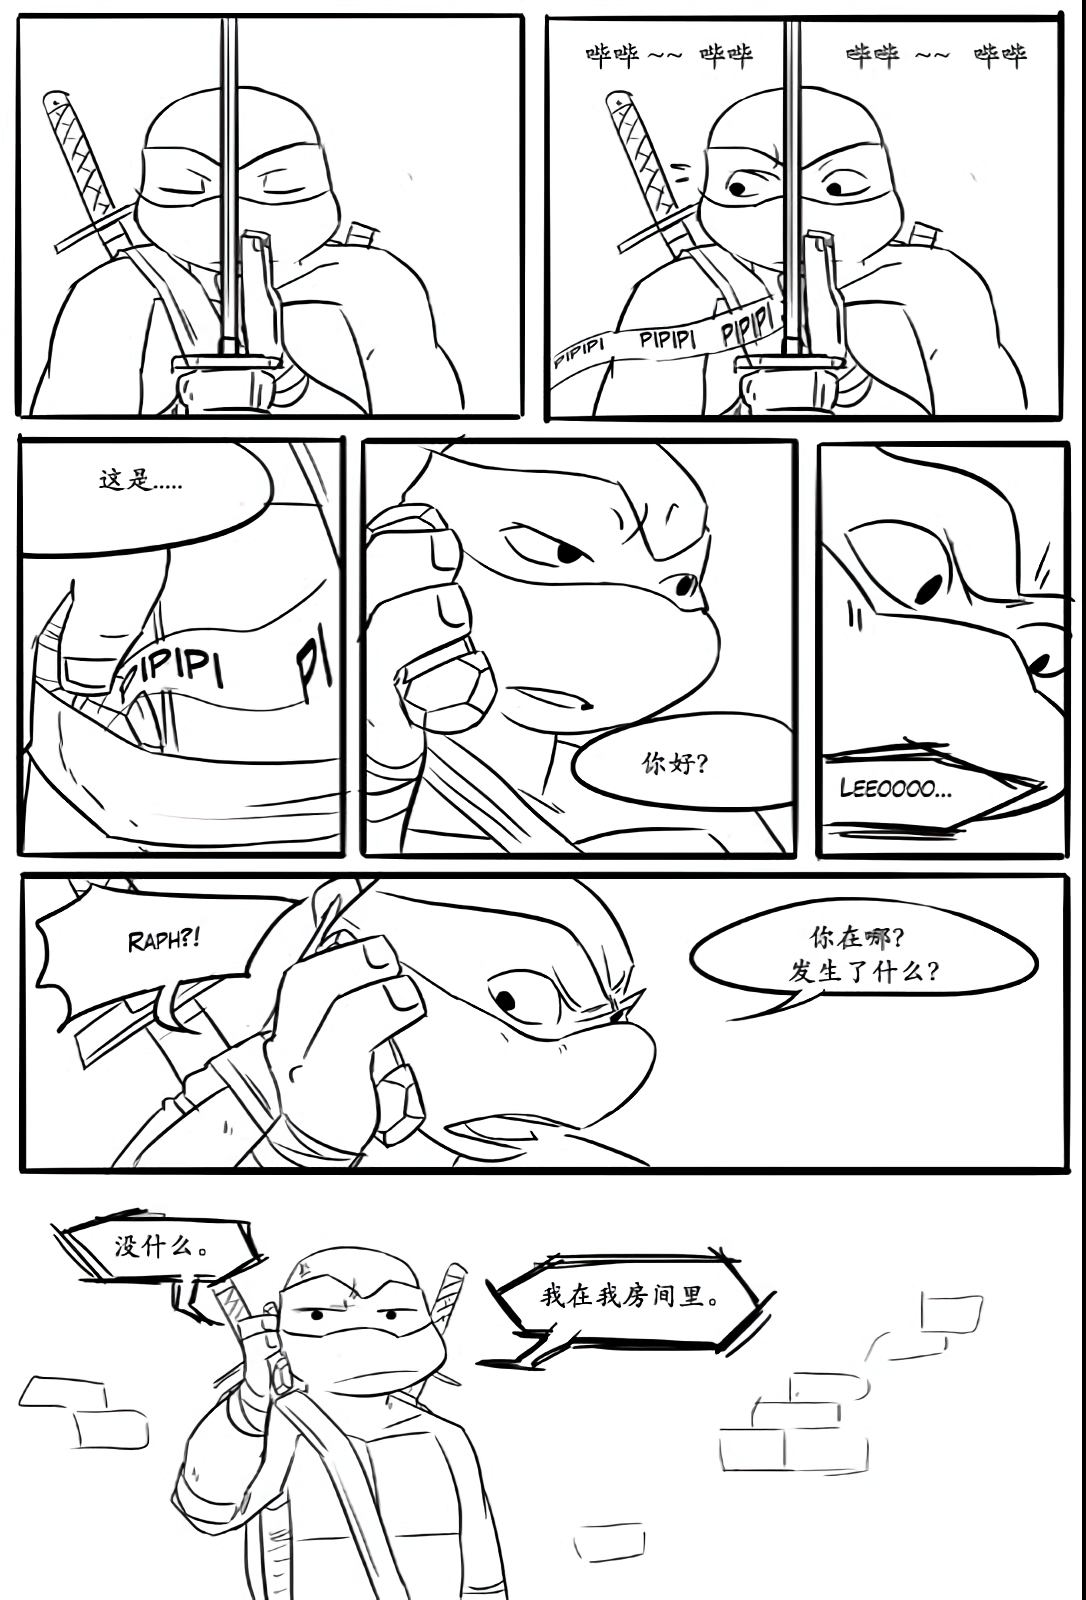 哔哔 ~~ 哔哔
哔哔 ~~ 哔哔
PIPIPI
PIPIPI
PIPIPI
这是.....
PIPIPI
PI
你好？
LEEOOOO...
RAPH?!
你在哪？
发生了什么？
没什么。
我在我房间里。